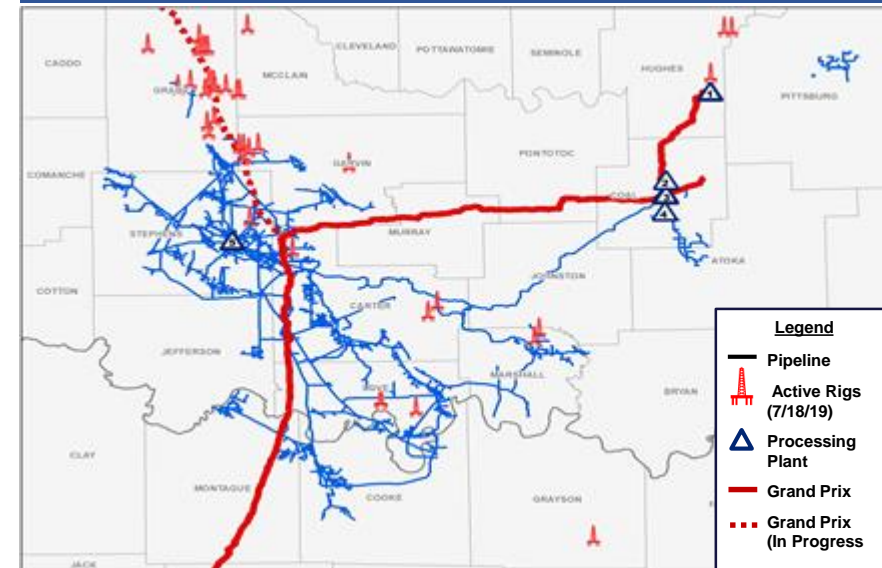 CADDO
CLEVELAND
POTTAWATOMIE
SEMINOLE
HUGHES
MCCLAIN
GRADY
PITTSBURG
1
COMANCHE
GARVIN
PONTOTOC
2
COAL
3
4
STEPHENS
5
MURRAY
ATOKA
JOHNSTON
COTTON
CARTER
JEFFERSON
MARSHALL
LOVE
BRYAN
CLAY
MONTAGUE
COOKE
GRAYSON
JACK
Legend
Pipeline
Active Rigs
(7/18/19)
Processing
Plant
Grand Prix
Grand Prix
(In Progress